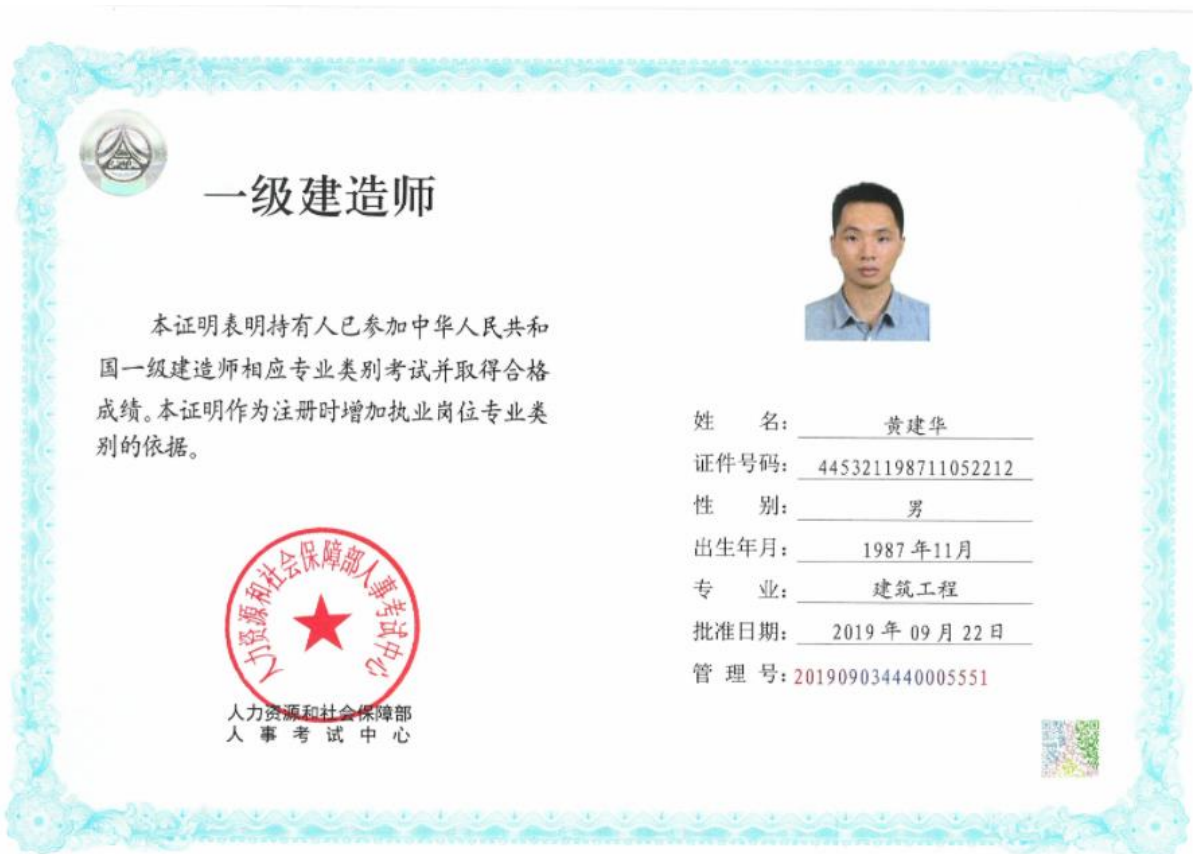 一级建造师
本证明表明持有人已参加中华人民共和
国一级建造师相应专业类别考试并取得合格
成绩。本证明作为注册时增加执业岗位专业类
别的依据。
人力资源和社会保障部人事考试中心
人力资源和社会保障部
人事考试中心
姓 名: 黄建华
证件号码: 445321198711052212
性 别: 男
出生年月: 1987年11月
专 业: 建筑工程
批准日期: 2019年09月22日
管 理 号: 201909034440005551